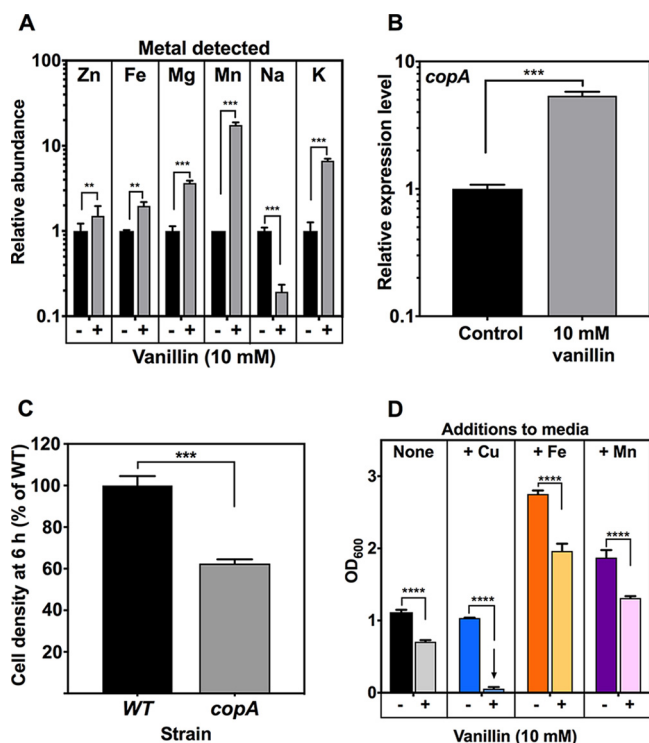 A
Metal detected
Zn Fe Mg Mn Na K
Relative abundance
100
10
1
0.1
** ** *** *** *** ***
- + - + - + - + - + - +
Vanillin (10 mM)
B
copA
***
Relative expression level
10
1
0.1
Control 10 mM
vanillin
C
***
Cell density at 6 h (% of WT)
120
100
80
60
40
20
WT copA
Strain
D
Additions to media
None + Cu + Fe + Mn
OD600
3
2
1
0
**** **** **** ****
- + - + - + - +
Vanillin (10 mM)